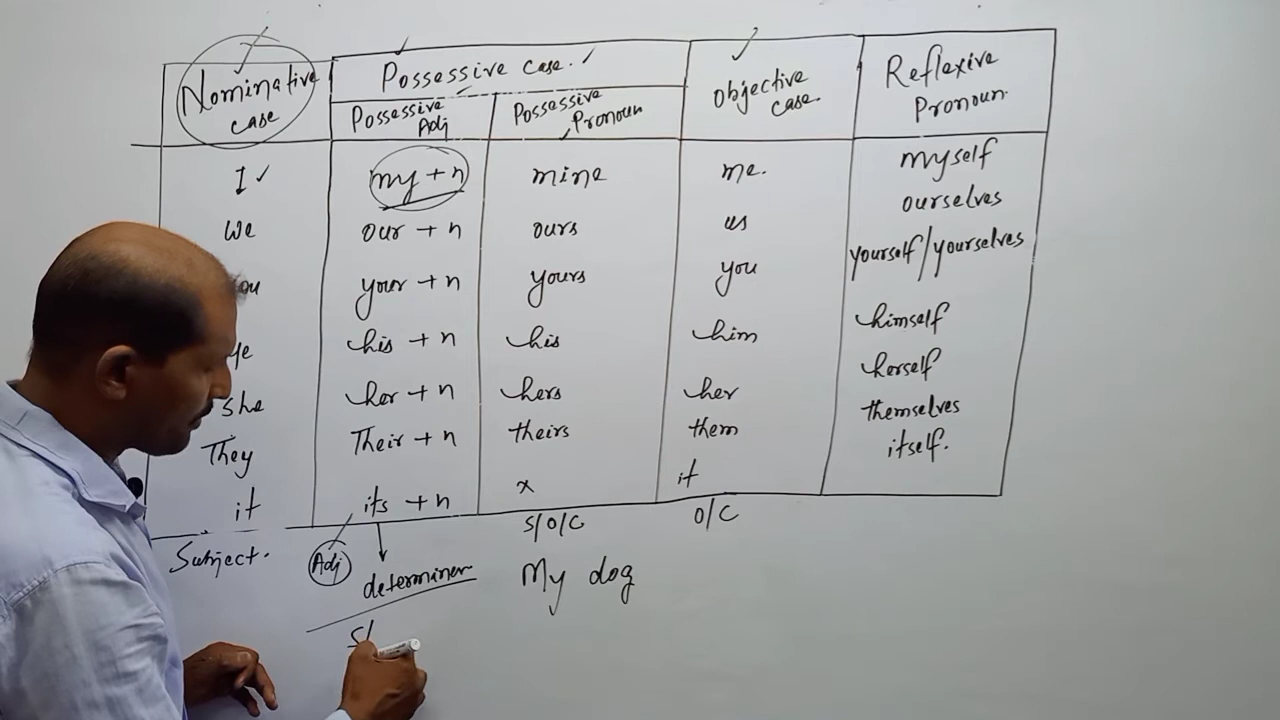 Nominative case
Possessive case.
Objective case.
Reflexive Pronoun.
Possessive Adj
Possessive Pronoun
I my + n mine me. myself
We our + n ours us ourselves
your + n yours you yourself/yourselves
his + n his him himself
she her + n hers her herself
They Their + n theirs them themselves
it its + n x it itself.
Subject.
S/O/C
O/C
Adj
determiner
My dog
S/